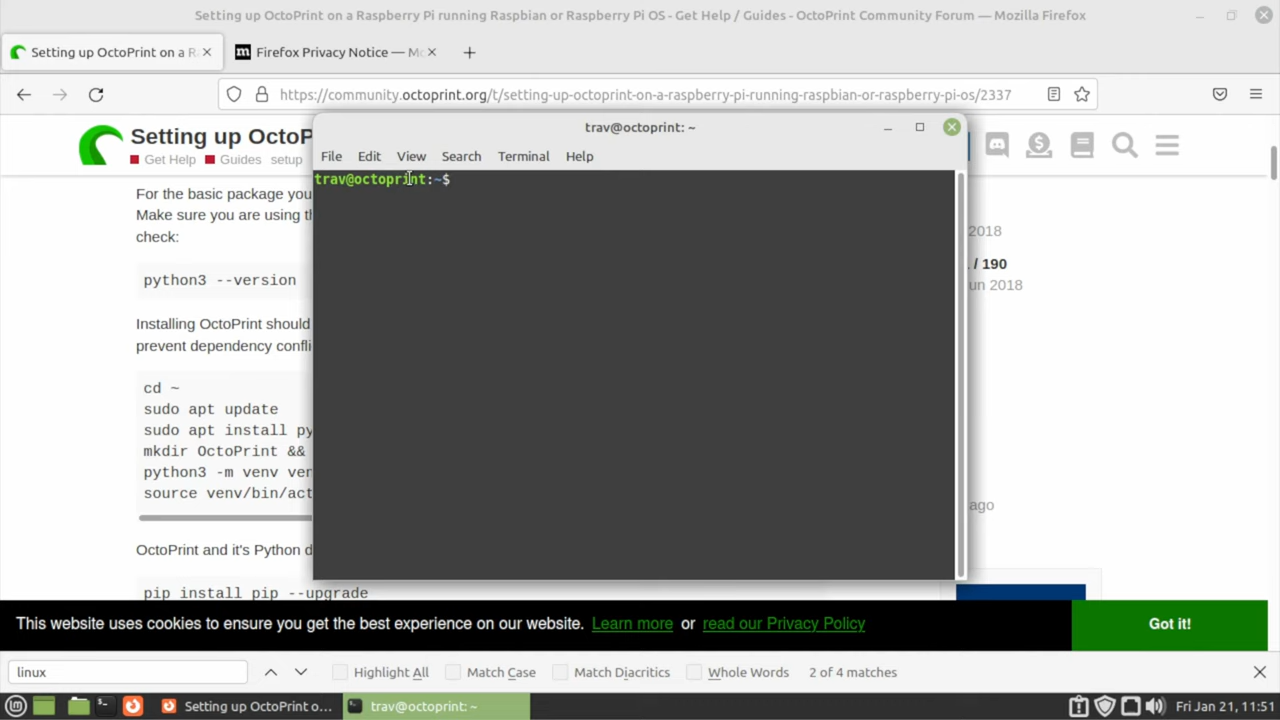 Setting up OctoPrint on a Raspberry Pi running Raspbian or Raspberry Pi OS - Get Help / Guides - OctoPrint Community Forum — Mozilla Firefox
Setting up OctoPrint on a Ra
Firefox Privacy Notice — Mo
https://community.octoprint.org/t/setting-up-octoprint-on-a-raspberry-pi-running-raspbian-or-raspberry-pi-os/2337
Setting up OctoP
Get Help Guides setup
trav@octoprint: ~
File Edit View Search Terminal Help
trav@octoprint:~$
For the basic package you
Make sure you are using th
check:
python3 --version
Installing OctoPrint should
prevent dependency confli
cd ~
sudo apt update
sudo apt install py
mkdir OctoPrint &&
python3 -m venv ven
source venv/bin/act
OctoPrint and it's Python d
pip install pip --upgrade
2018
/ 190
un 2018
ago
This website uses cookies to ensure you get the best experience on our website. Learn more or read our Privacy Policy
Got it!
linux
Highlight All Match Case Match Diacritics Whole Words 2 of 4 matches
Setting up OctoPrint o...
trav@octoprint: ~
Fri Jan 21, 11:51